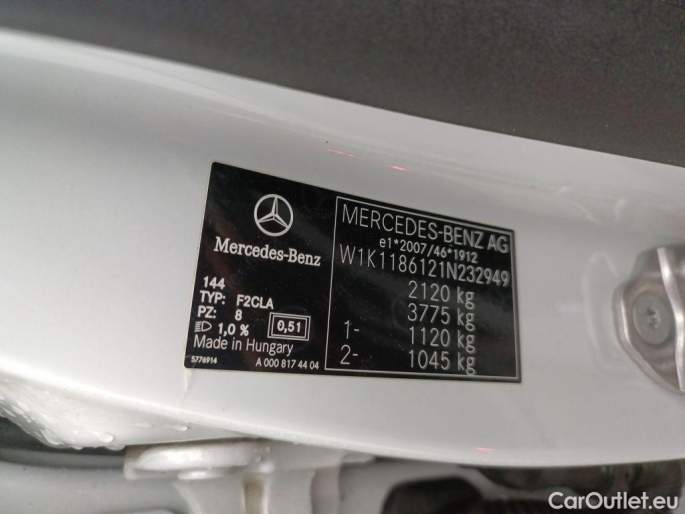 Mercedes-Benz
144
TYP: F2CLA
PZ: 8
1,0 % 0,51
Made in Hungary
5778914 A 000 817 44 04
MERCEDES-BENZ AG
e1*2007/46*1912
W1K1186121N232949
2120 kg
3775 kg
1- 1120 kg
2- 1045 kg
CarOutlet.eu